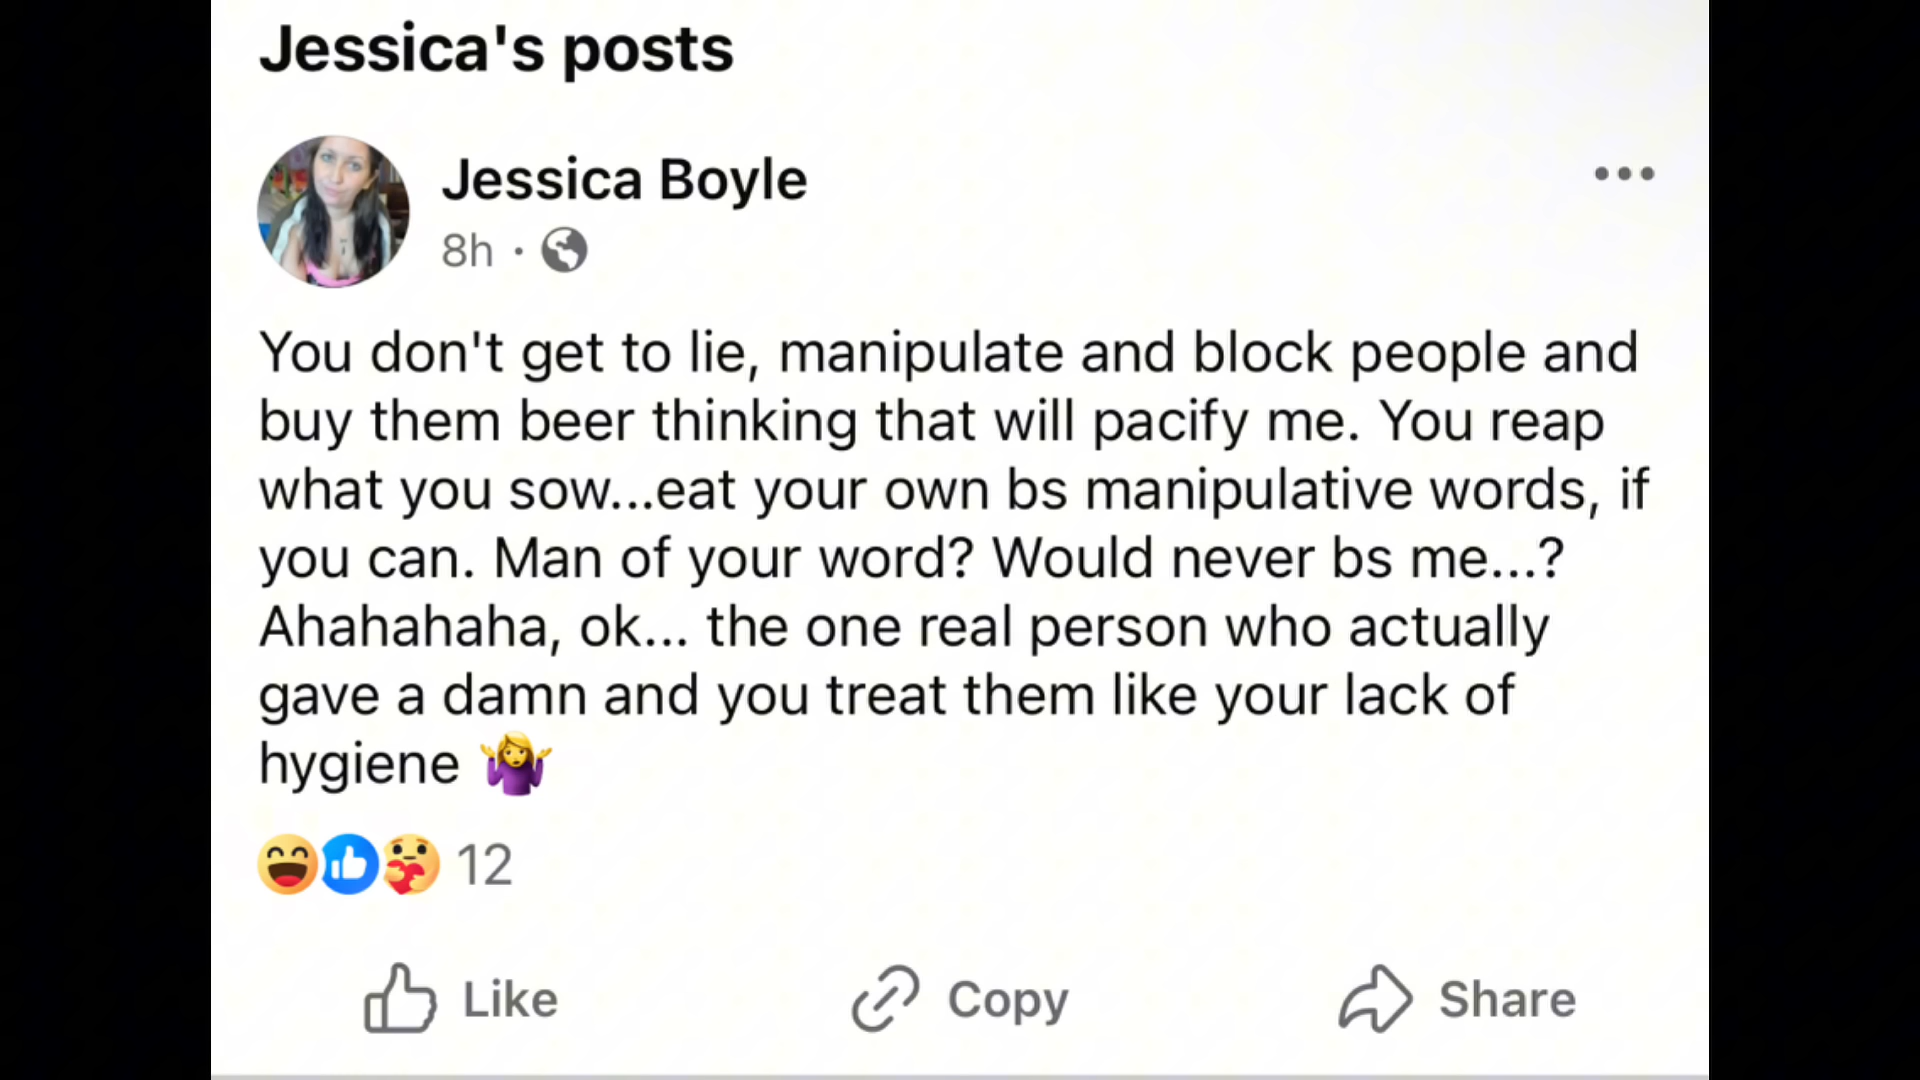 Jessica's posts
Jessica Boyle
8h ·
You don't get to lie, manipulate and block people and
buy them beer thinking that will pacify me. You reap
what you sow...eat your own bs manipulative words, if
you can. Man of your word? Would never bs me...?
Ahahahaha, ok... the one real person who actually
gave a damn and you treat them like your lack of
hygiene 🤷‍♀️
12
Like
Copy
Share